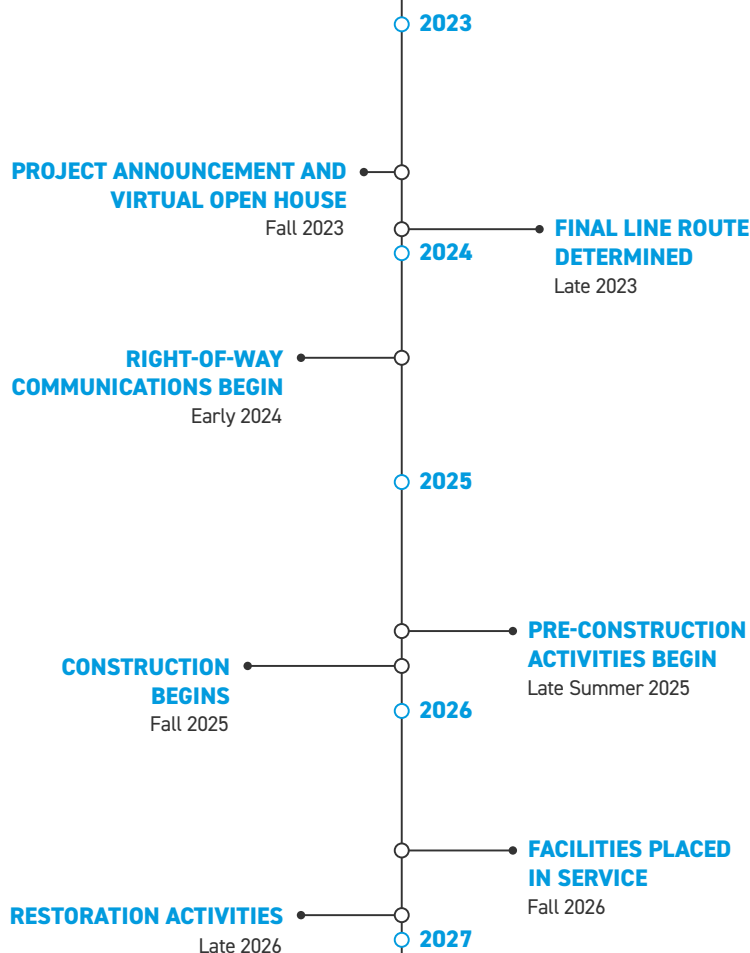 2023
PROJECT ANNOUNCEMENT AND
VIRTUAL OPEN HOUSE
Fall 2023
FINAL LINE ROUTE
DETERMINED
Late 2023
2024
RIGHT-OF-WAY
COMMUNICATIONS BEGIN
Early 2024
2025
PRE-CONSTRUCTION
ACTIVITIES BEGIN
Late Summer 2025
CONSTRUCTION
BEGINS
Fall 2025
2026
FACILITIES PLACED
IN SERVICE
Fall 2026
RESTORATION ACTIVITIES
Late 2026
2027